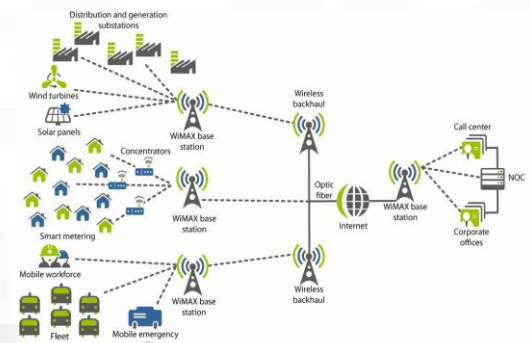 Distribution and generation
substations
Wind turbines
Solar panels
WiMAX base
station
Wireless
backhaul
Call center
Concentrators
Optic
fiber
NOC
WiMAX base
station
Internet
WiMAX base
station
Corporate
offices
Smart metering
Mobile workforce
WiMAX base
station
Wireless
backhaul
Fleet
Mobile emergency